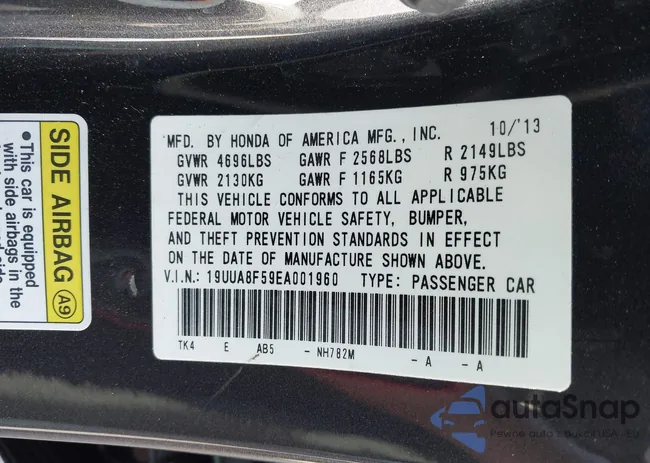 SIDE AIRBAG A9
• This car is equipped
with side airbags in the
MFD. BY HONDA OF AMERICA MFG., INC. 10/'13
GVWR 4696LBS GAWR F 2568LBS R 2149LBS
GVWR 2130KG GAWR F 1165KG R 975KG
THIS VEHICLE CONFORMS TO ALL APPLICABLE
FEDERAL MOTOR VEHICLE SAFETY, BUMPER,
AND THEFT PREVENTION STANDARDS IN EFFECT
ON THE DATE OF MANUFACTURE SHOWN ABOVE.
V.I.N.: 19UUA8F59EA001960 TYPE: PASSENGER CAR
TK4 E AB5 - NH782M - A - A
autaSnap
Pewne auta z